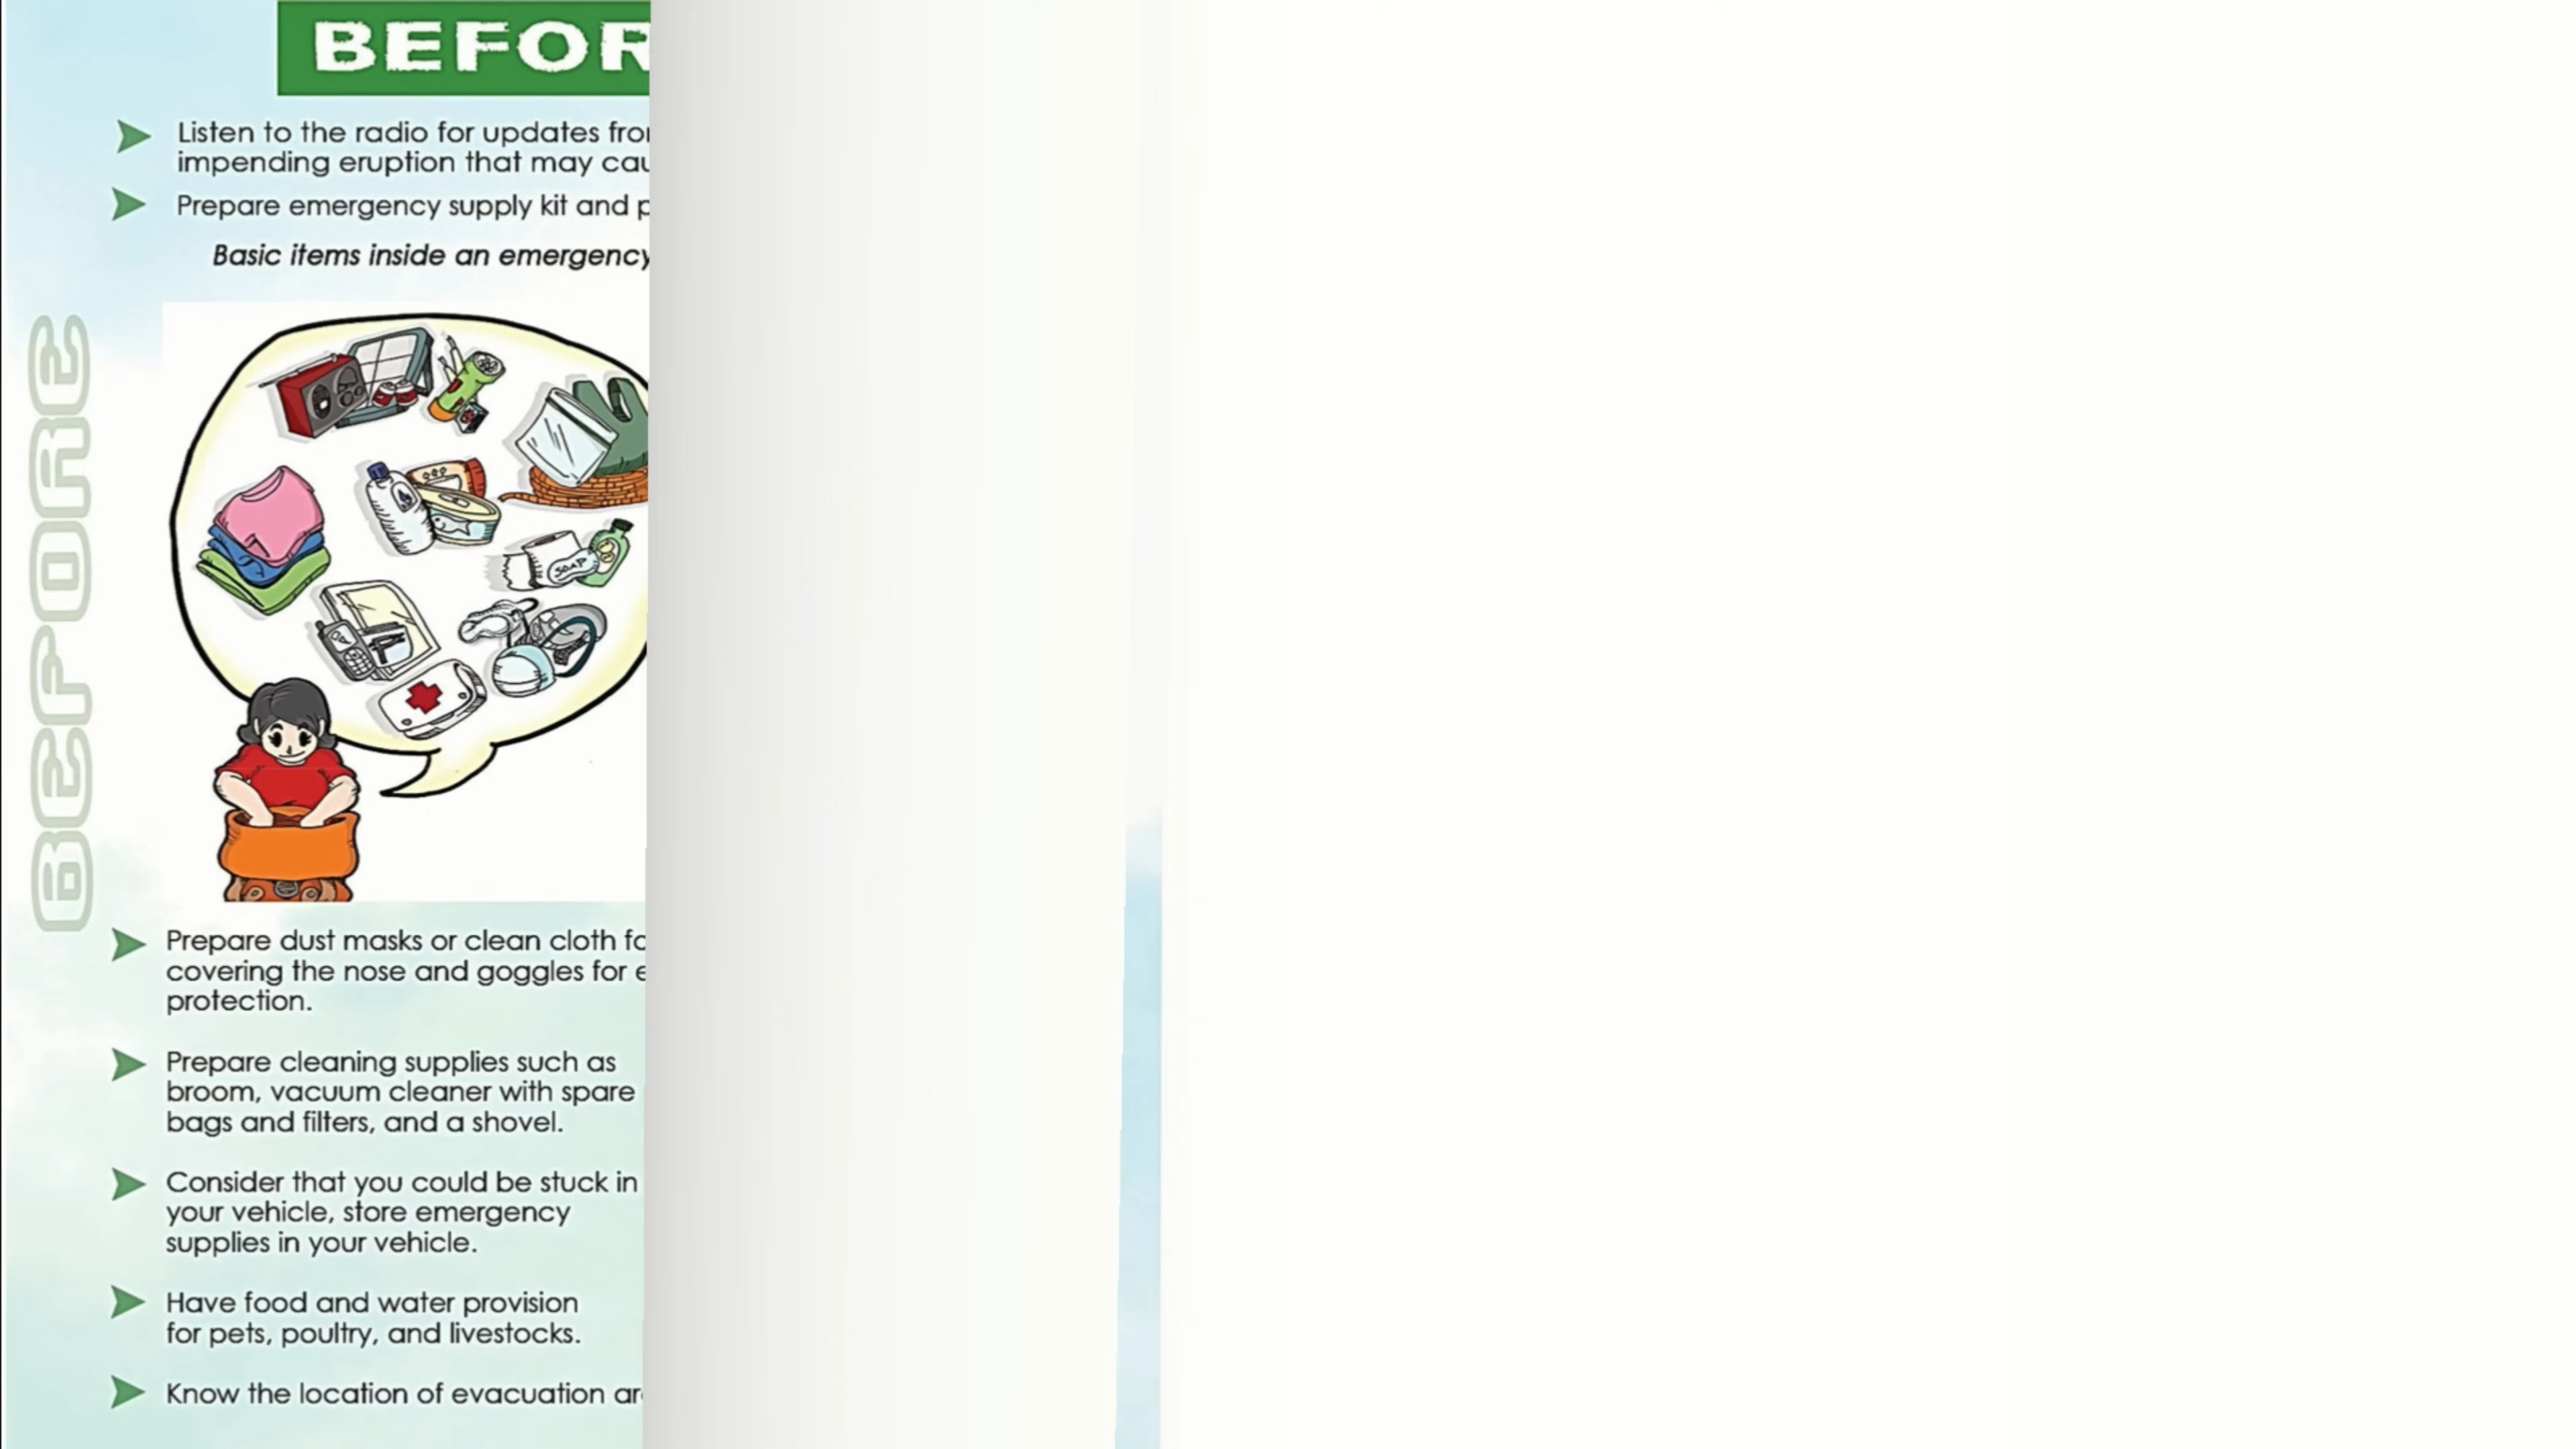 BEFOR
Listen to the radio for updates
impending eruption that may
Prepare emergency supply kit and
Basic items inside an emergency
BEFORE
SOAP
Prepare dust masks or clean cloth
covering the nose and goggles for
protection.
Prepare cleaning supplies such as
broom, vacuum cleaner with spare
bags and filters, and a shovel.
Consider that you could be stuck in
your vehicle, store emergency
supplies in your vehicle.
Have food and water provision
for pets, poultry, and livestocks.
Know the location of evacuation